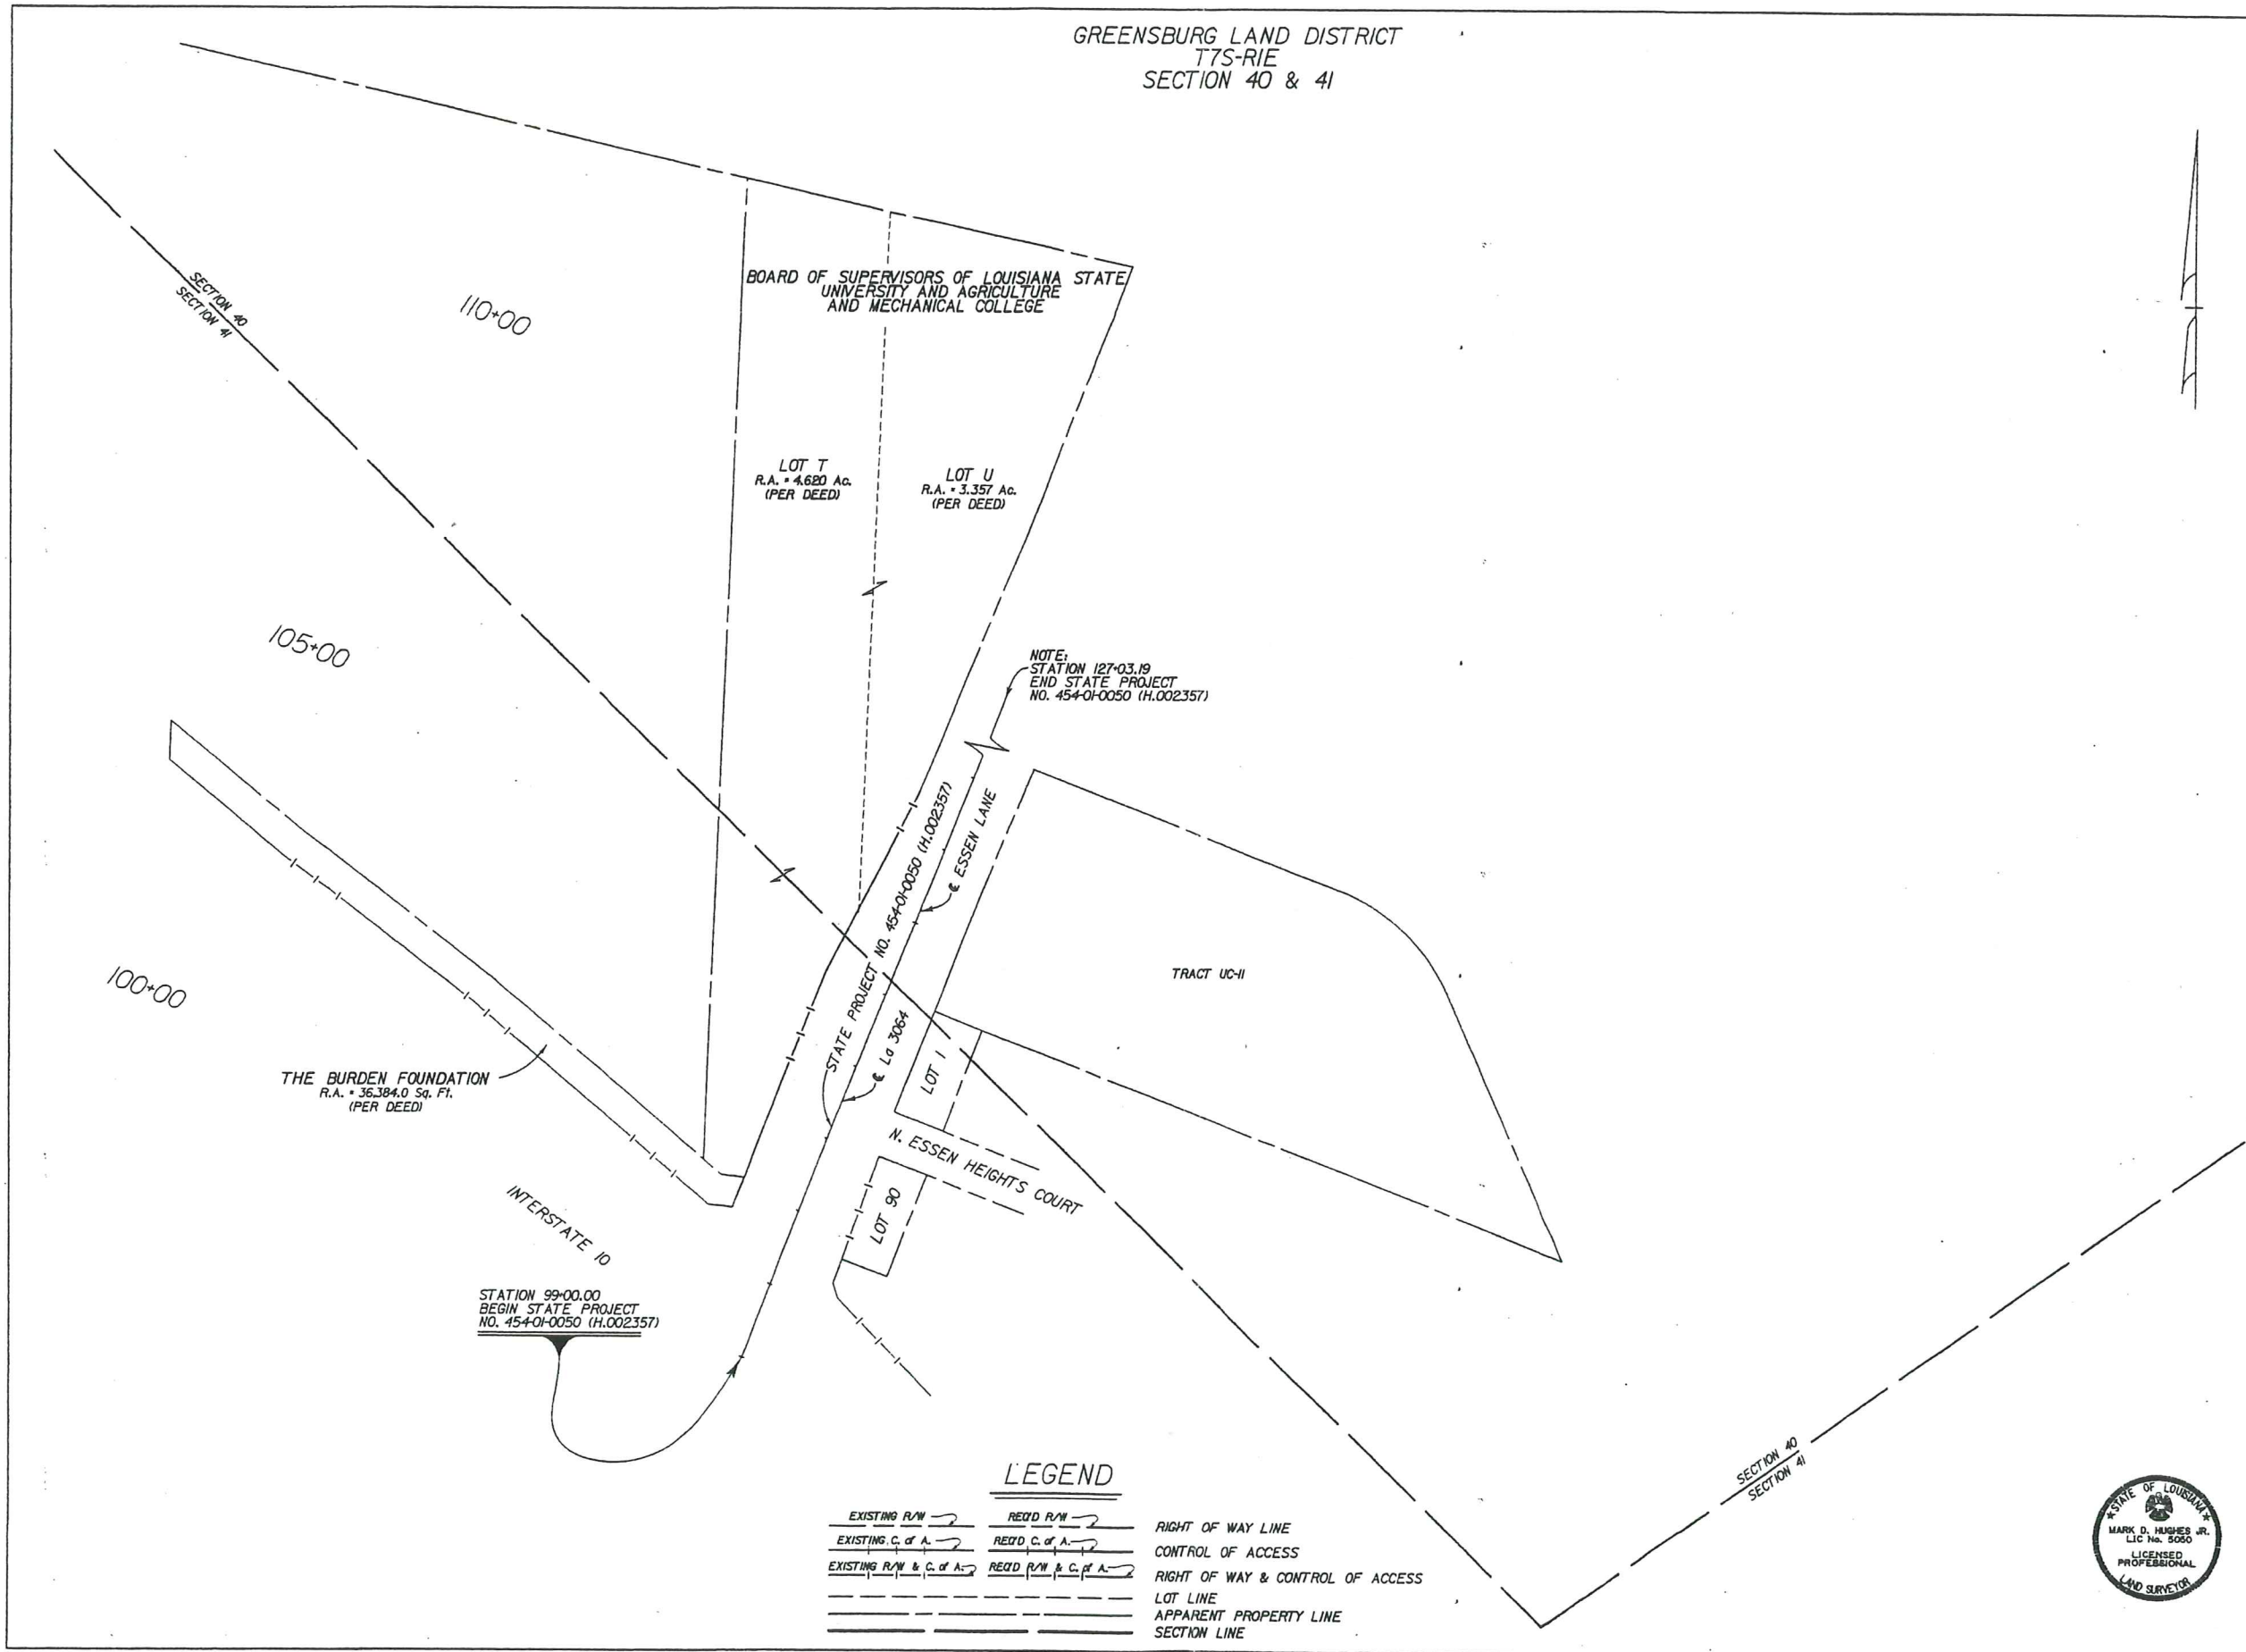 GREENSBURG LAND DISTRICT
T7S-R1E
SECTION 40 & 41
SECTION 40
SECTION 41
110+00
BOARD OF SUPERVISORS OF LOUISIANA STATE
UNIVERSITY AND AGRICULTURE
AND MECHANICAL COLLEGE
LOT T
R.A. = 4.620 Ac.
(PER DEED)
LOT U
R.A. = 3.357 Ac.
(PER DEED)
105+00
NOTE:
STATION 127+03.19
END STATE PROJECT
NO. 454-01-0050 (H.002357)
STATE PROJECT NO. 454-01-0050 (H.002357)
℄ ESSEN LANE
TRACT UC-11
100+00
℄ La 3064
LOT 1
THE BURDEN FOUNDATION
R.A. = 36,384.0 Sq. Ft.
(PER DEED)
N. ESSEN HEIGHTS COURT
LOT 90
INTERSTATE 10
STATION 99+00.00
BEGIN STATE PROJECT
NO. 454-01-0050 (H.002357)
SECTION 40
SECTION 41
LEGEND
EXISTING R/W REQ'D R/W RIGHT OF WAY LINE
EXISTING C. of A. REQ'D C. of A. CONTROL OF ACCESS
EXISTING R/W & C. of A. REQ'D R/W & C. of A. RIGHT OF WAY & CONTROL OF ACCESS
LOT LINE
APPARENT PROPERTY LINE
SECTION LINE
STATE OF LOUISIANA
MARK D. HUGHES JR.
LIC No. 5050
LICENSED
PROFESSIONAL
LAND SURVEYOR